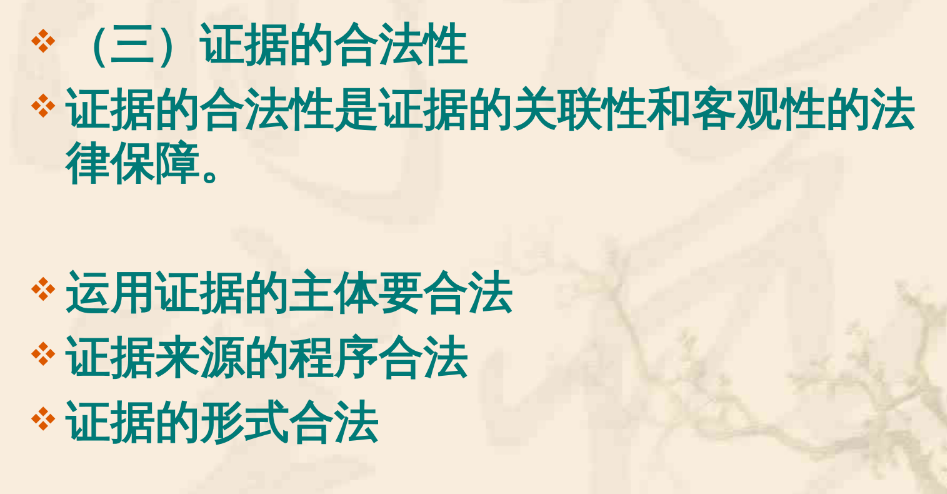 （三）证据的合法性
证据的合法性是证据的关联性和客观性的法
律保障。
运用证据的主体要合法
证据来源的程序合法
证据的形式合法